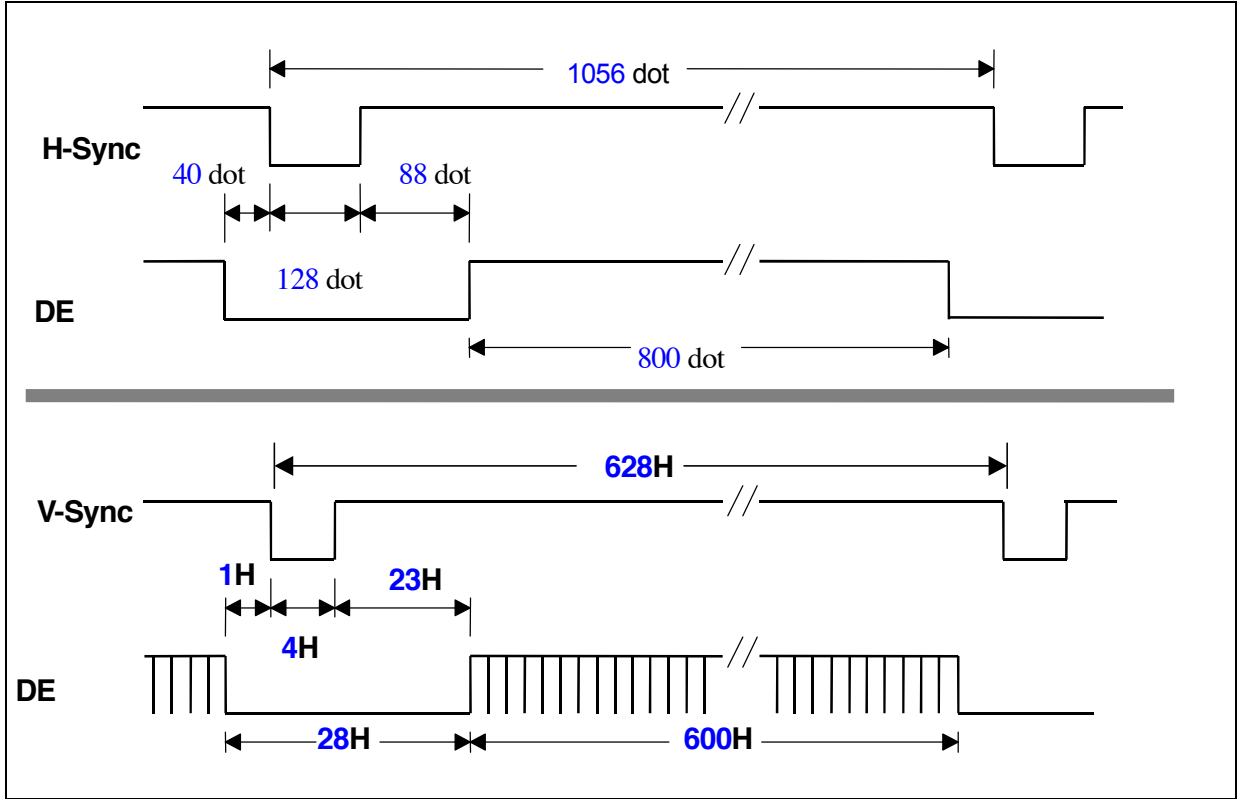 1056 dot
H-Sync
40 dot
88 dot
128 dot
DE
800 dot
628H
V-Sync
1H
23H
4H
DE
28H
600H